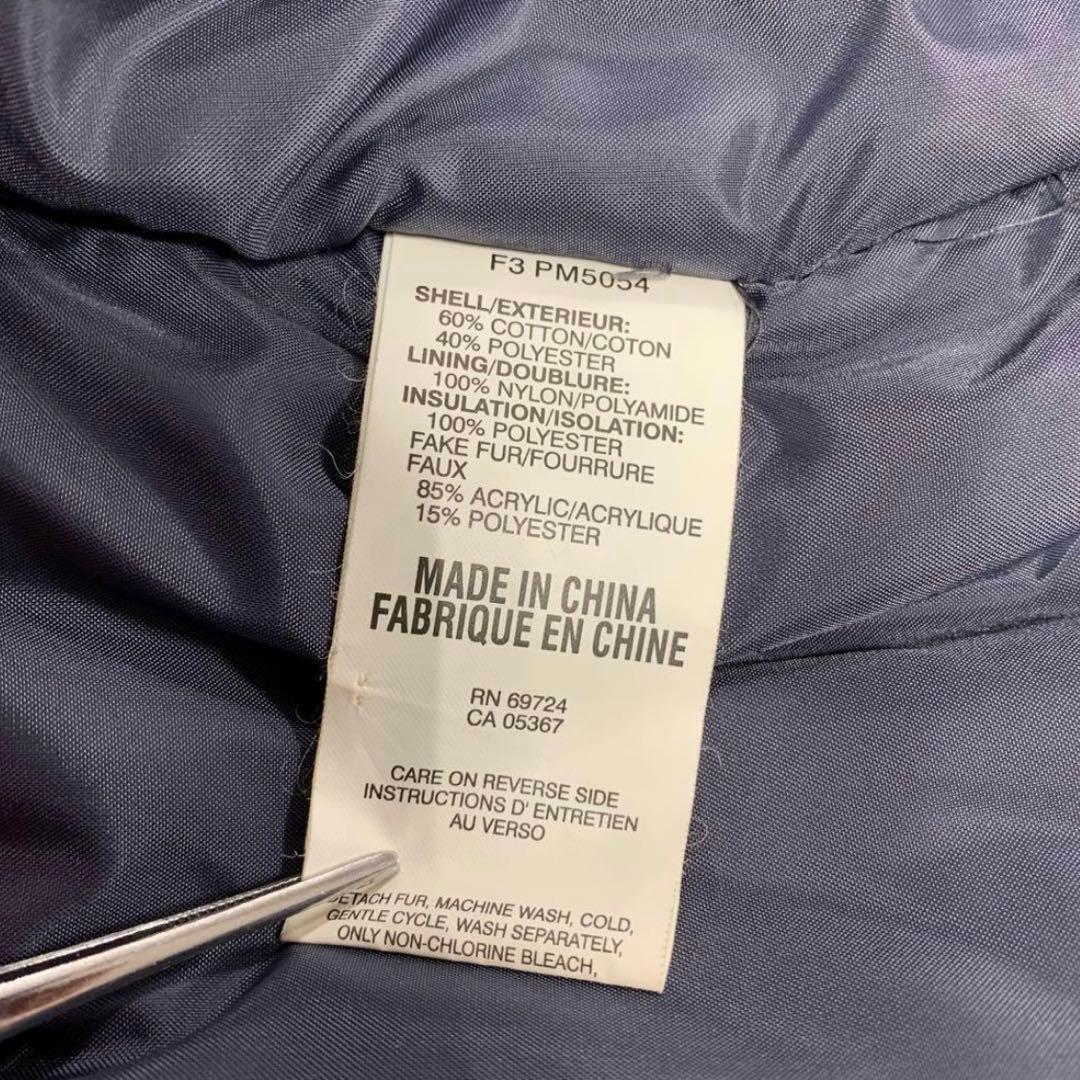 F3 PM5054
SHELL/EXTERIEUR:
60% COTTON/COTON
40% POLYESTER
LINING/DOUBLURE:
100% NYLON/POLYAMIDE
INSULATION/ISOLATION:
100% POLYESTER
FAKE FUR/FOURRURE
FAUX
85% ACRYLIC/ACRYLIQUE
15% POLYESTER
MADE IN CHINA
FABRIQUE EN CHINE
RN 69724
CA 05367
CARE ON REVERSE SIDE
INSTRUCTIONS D' ENTRETIEN
AU VERSO
DETACH FUR, MACHINE WASH, COLD,
GENTLE CYCLE, WASH SEPARATELY,
ONLY NON-CHLORINE BLEACH,